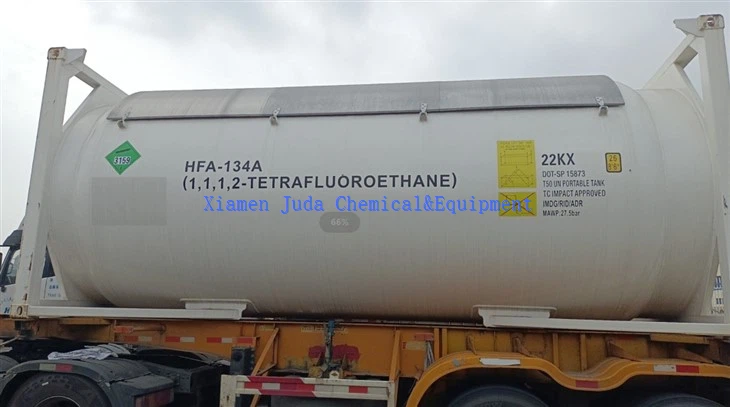 3159
HFA-134A
(1,1,1,2-TETRAFLUOROETHANE)
Xiamen Juda Chemical&Equipment
66%
22KX
DOT-SP 15873
T50 UN PORTABLE TANK
TC IMPACT APPROVED
IMDG/RID/ADR
MAWP:27.5bar